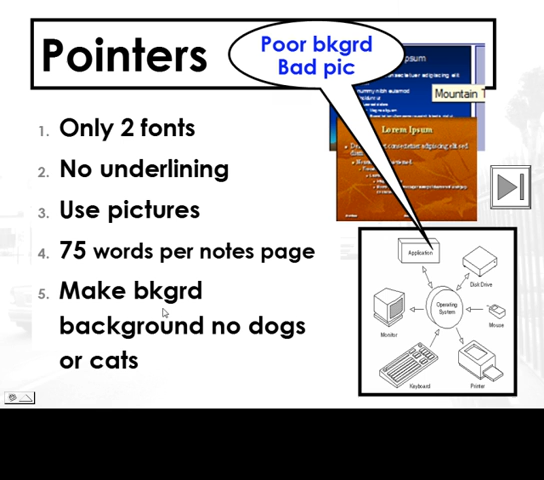 Pointers
Poor bkgrd
Bad pic
Mountain T
1. Only 2 fonts
2. No underlining
3. Use pictures
4. 75 words per notes page
5. Make bkgrd
background no dogs
or cats
Lorem Ipsum
Application
Disk Drive
Operating
System
Monitor
Mouse
Keyboard
Printer